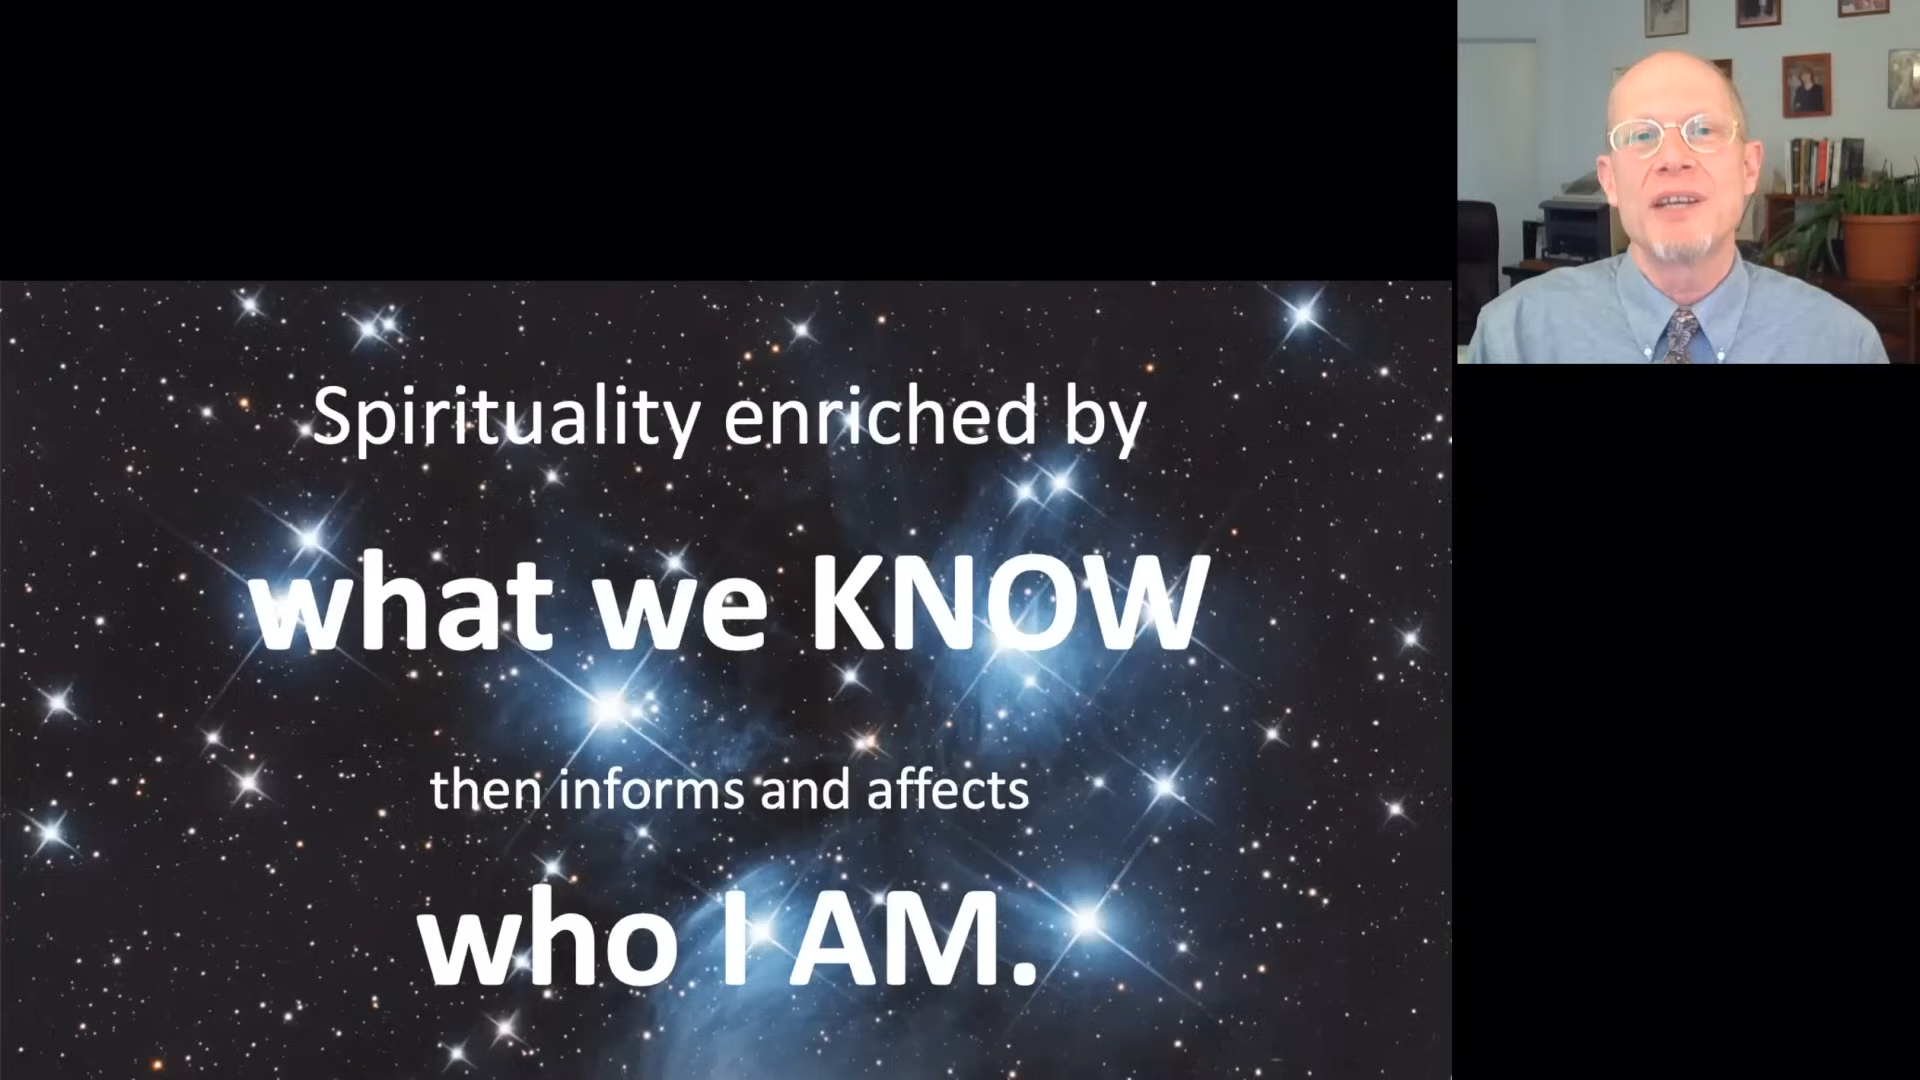 Spirituality enriched by
what we KNOW
then informs and affects
who I AM.